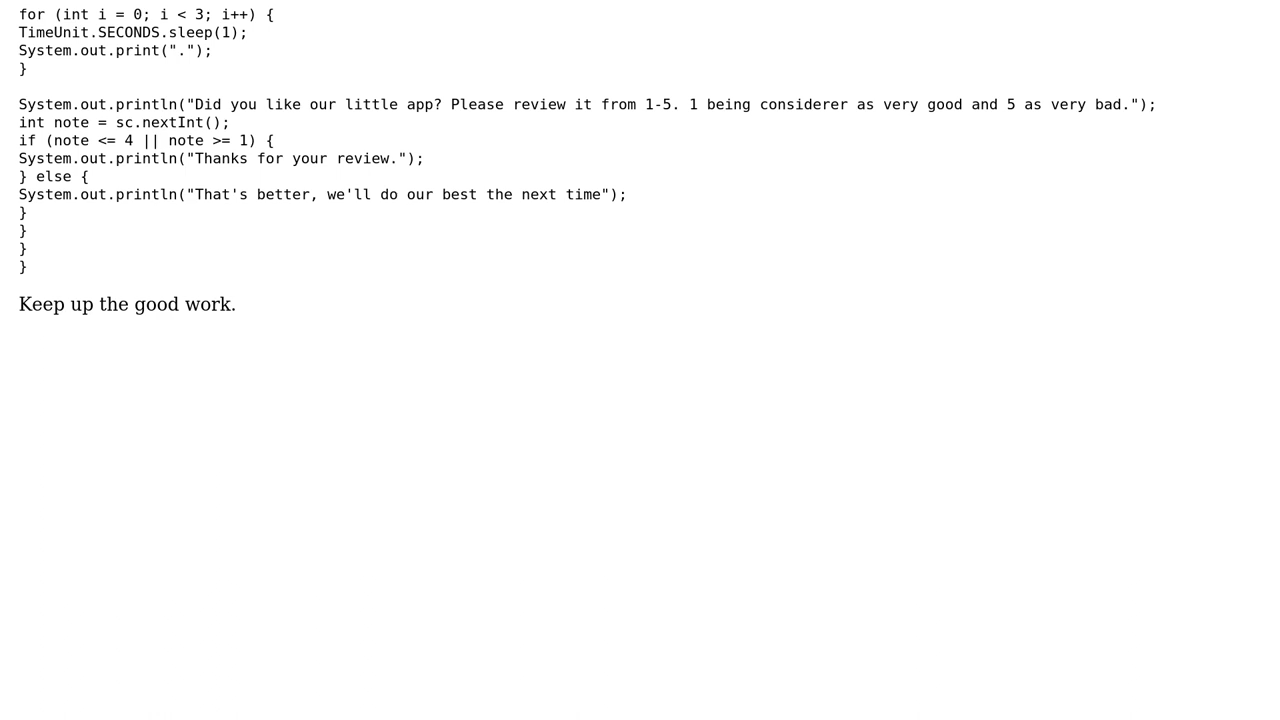 for (int i = 0; i < 3; i++) {
TimeUnit.SECONDS.sleep(1);
System.out.print(".");
}

System.out.println("Did you like our little app? Please review it from 1-5. 1 being considerer as very good and 5 as very bad.");
int note = sc.nextInt();
if (note <= 4 || note >= 1) {
System.out.println("Thanks for your review.");
} else {
System.out.println("That's better, we'll do our best the next time");
}
}
}
}

Keep up the good work.